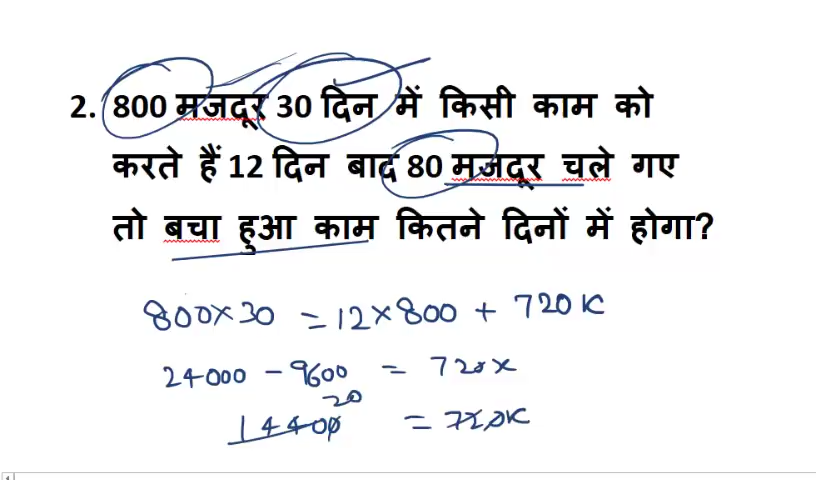 2. 800 मजदूर 30 दिन में किसी काम को
करते हैं 12 दिन बाद 80 मजदूर चले गए
तो बचा हुआ काम कितने दिनों में होगा?
800×30 = 12×800 + 720x
24000 - 9600 = 720x
20
14400 = 720x